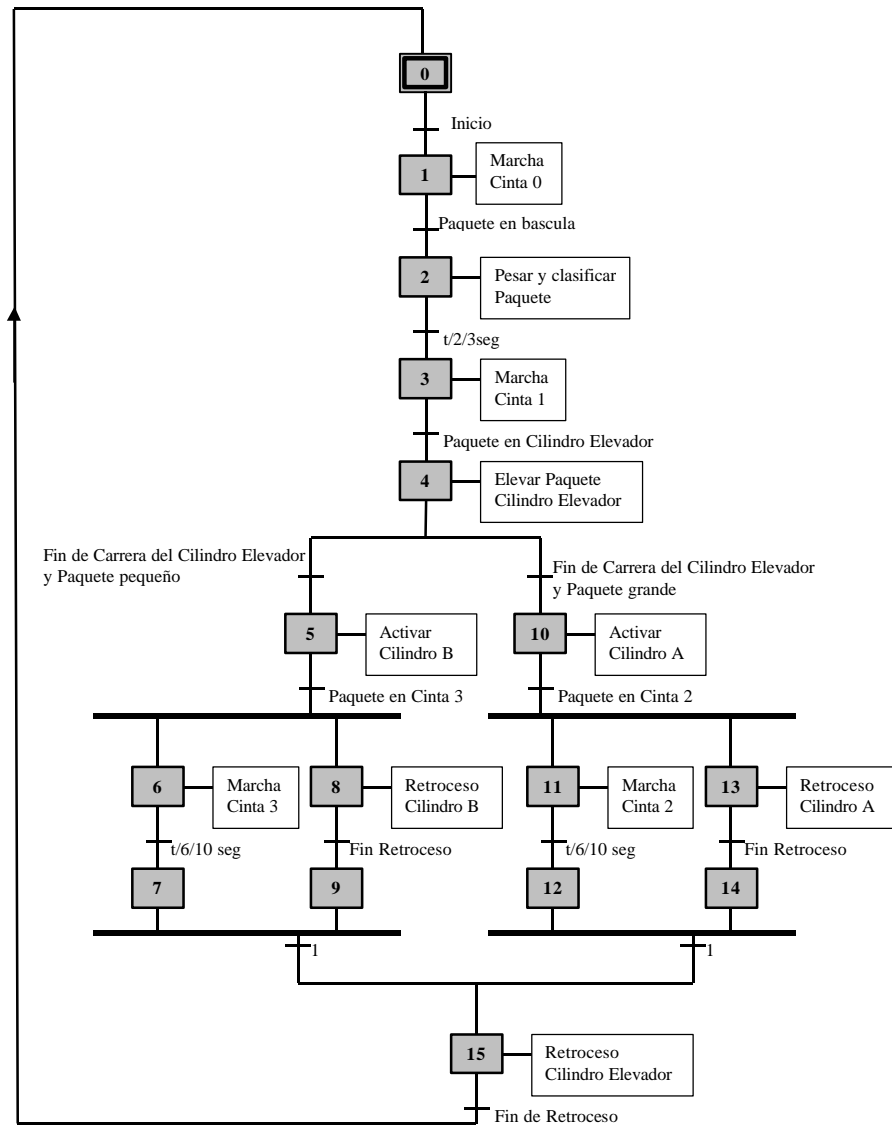 0
Inicio
1
Marcha
Cinta 0
Paquete en bascula
2
Pesar y clasificar
Paquete
t/2/3seg
3
Marcha
Cinta 1
Paquete en Cilindro Elevador
4
Elevar Paquete
Cilindro Elevador
Fin de Carrera del Cilindro Elevador
y Paquete pequeño
Fin de Carrera del Cilindro Elevador
y Paquete grande
5
Activar
Cilindro B
10
Activar
Cilindro A
Paquete en Cinta 3
Paquete en Cinta 2
6
Marcha
Cinta 3
8
Retroceso
Cilindro B
11
Marcha
Cinta 2
13
Retroceso
Cilindro A
t/6/10 seg
Fin Retroceso
t/6/10 seg
Fin Retroceso
7
9
12
14
1
1
15
Retroceso
Cilindro Elevador
Fin de Retroceso